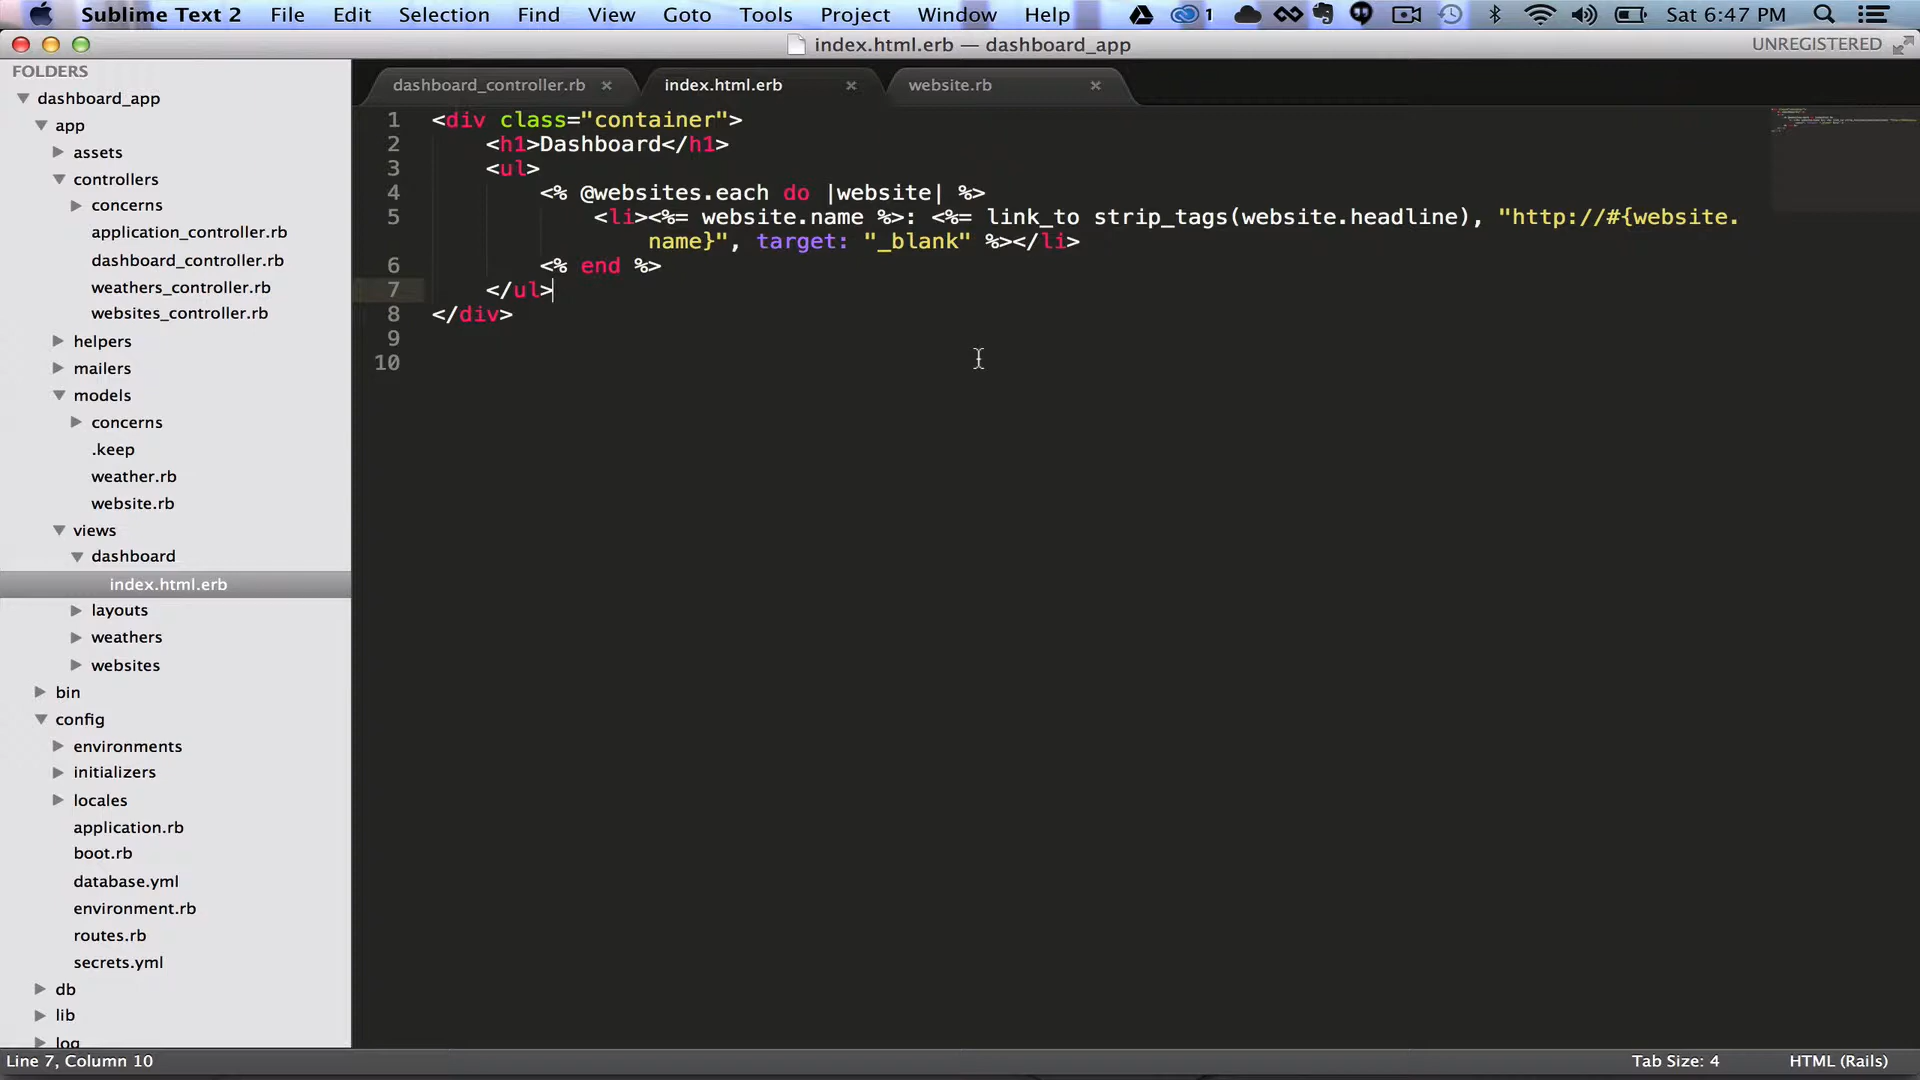 Sublime Text 2 File Edit Selection Find View Goto Tools Project Window Help 1 Sat 6:47 PM
index.html.erb — dashboard_app UNREGISTERED
FOLDERS
dashboard_app
app
assets
controllers
concerns
application_controller.rb
dashboard_controller.rb
weathers_controller.rb
websites_controller.rb
helpers
mailers
models
concerns
.keep
weather.rb
website.rb
views
dashboard
index.html.erb
layouts
weathers
websites
bin
config
environments
initializers
locales
application.rb
boot.rb
database.yml
environment.rb
routes.rb
secrets.yml
db
lib
log
dashboard_controller.rb × index.html.erb × website.rb ×
1 <div class="container">
2 <h1>Dashboard</h1>
3 <ul>
4 <% @websites.each do |website| %>
5 <li><%= website.name %>: <%= link_to strip_tags(website.headline), "http://#{website.
name}", target: "_blank" %></li>
6 <% end %>
7 </ul>
8 </div>
9
10
Line 7, Column 10 Tab Size: 4 HTML (Rails)